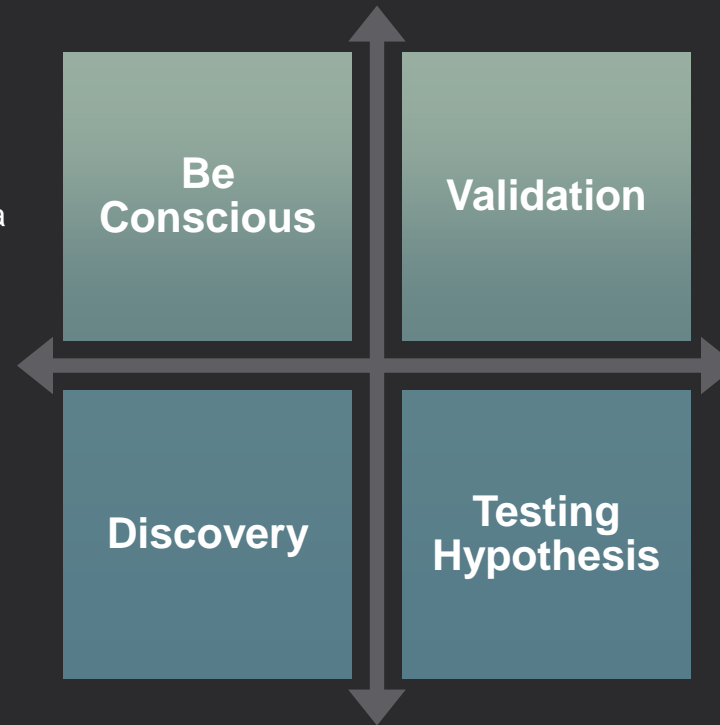 Be
Conscious
Validation
Discovery
Testing
Hypothesis